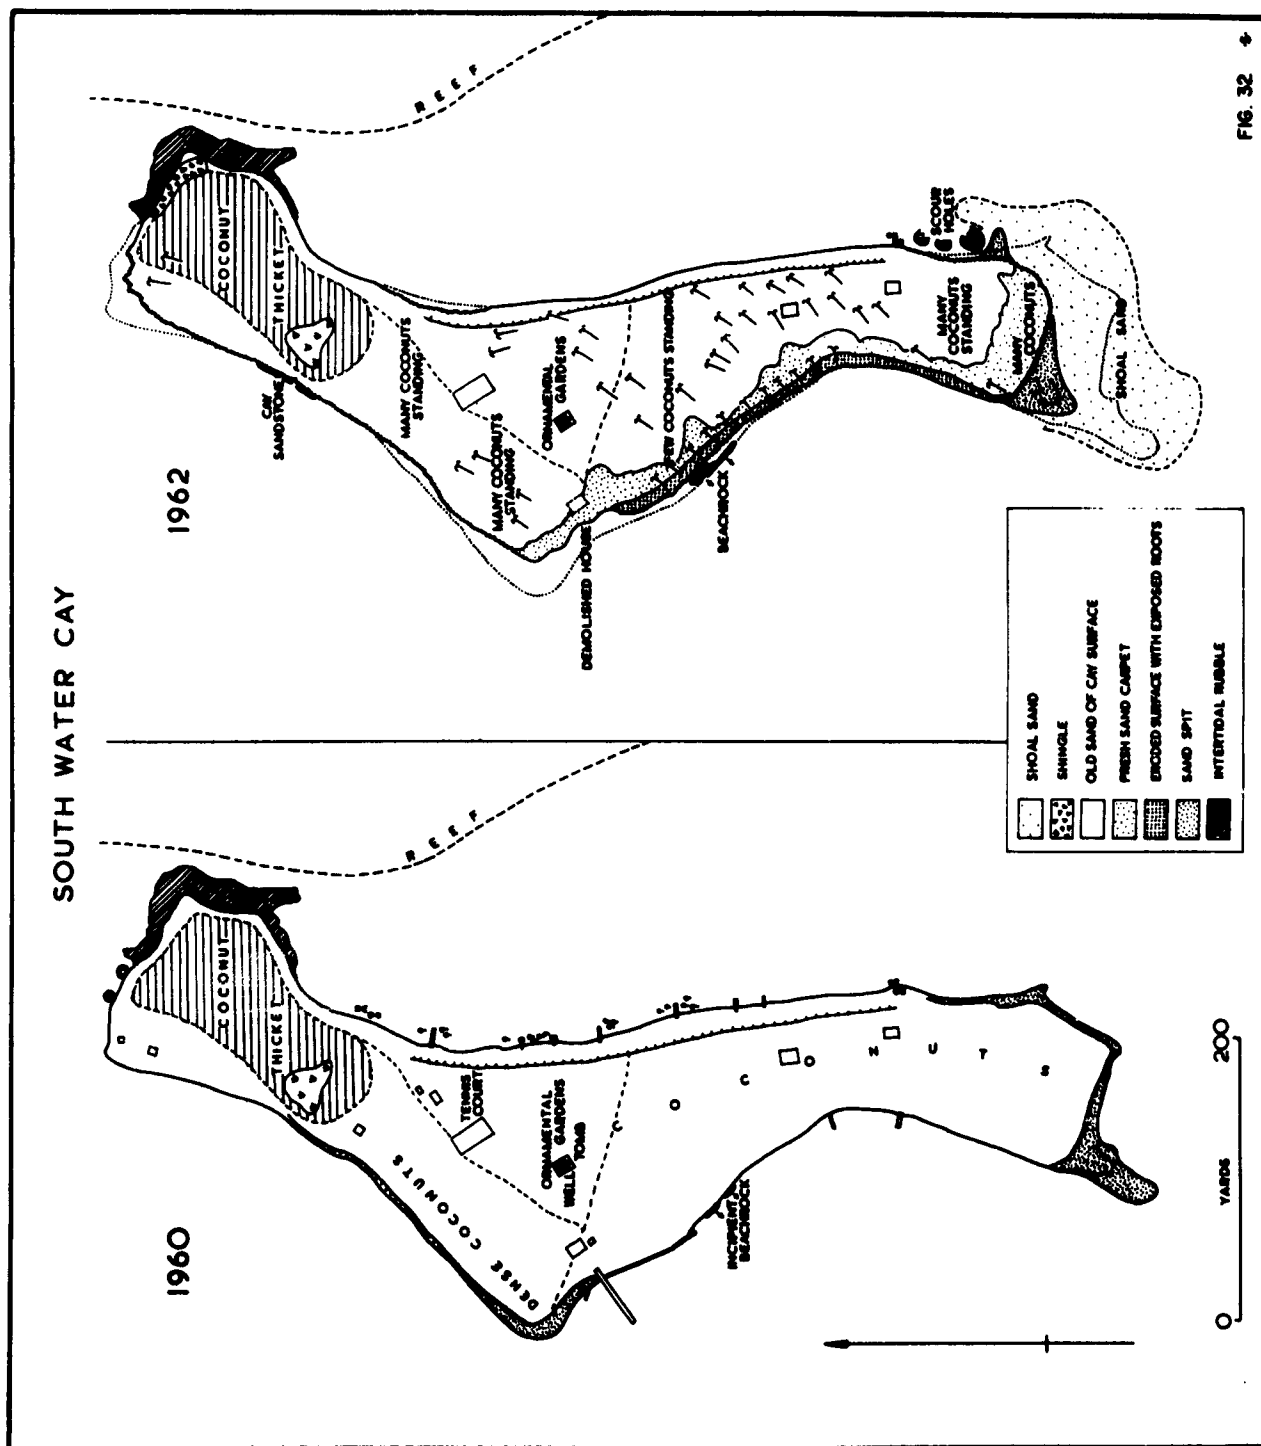 SOUTH WATER CAY
1960
REEF
COCONUT
THICKET
TENNIS
COURT
ORNAMENTAL
GARDENS
WELL
TOMB
DENSE COCONUTS
COCONUTS
INCIPIENT
BEACHROCK
0
200
YARDS
1962
REEF
COCONUT
THICKET
CAY
SANDSTONE
MANY COCONUTS
STANDING
MANY COCONUTS
STANDING
ORNAMENTAL
GARDENS
FEW COCONUTS STANDING
DEMOLISHED HOUSE
BEACHROCK
SCOUR
HOLES
MANY
COCONUTS
STANDING
MANY
COCONUTS
SHOAL SAND
SHOAL SAND
SHINGLE
OLD SAND OF CAY SURFACE
FRESH SAND CARPET
ERODED SURFACE WITH EXPOSED ROOTS
SAND SPIT
INTERTIDAL RUBBLE
FIG. 32